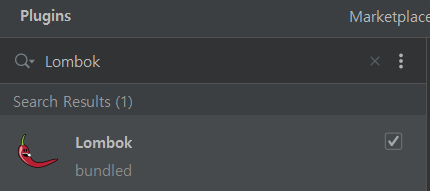 Plugins
Marketplace
Lombok
Search Results (1)
Lombok
bundled